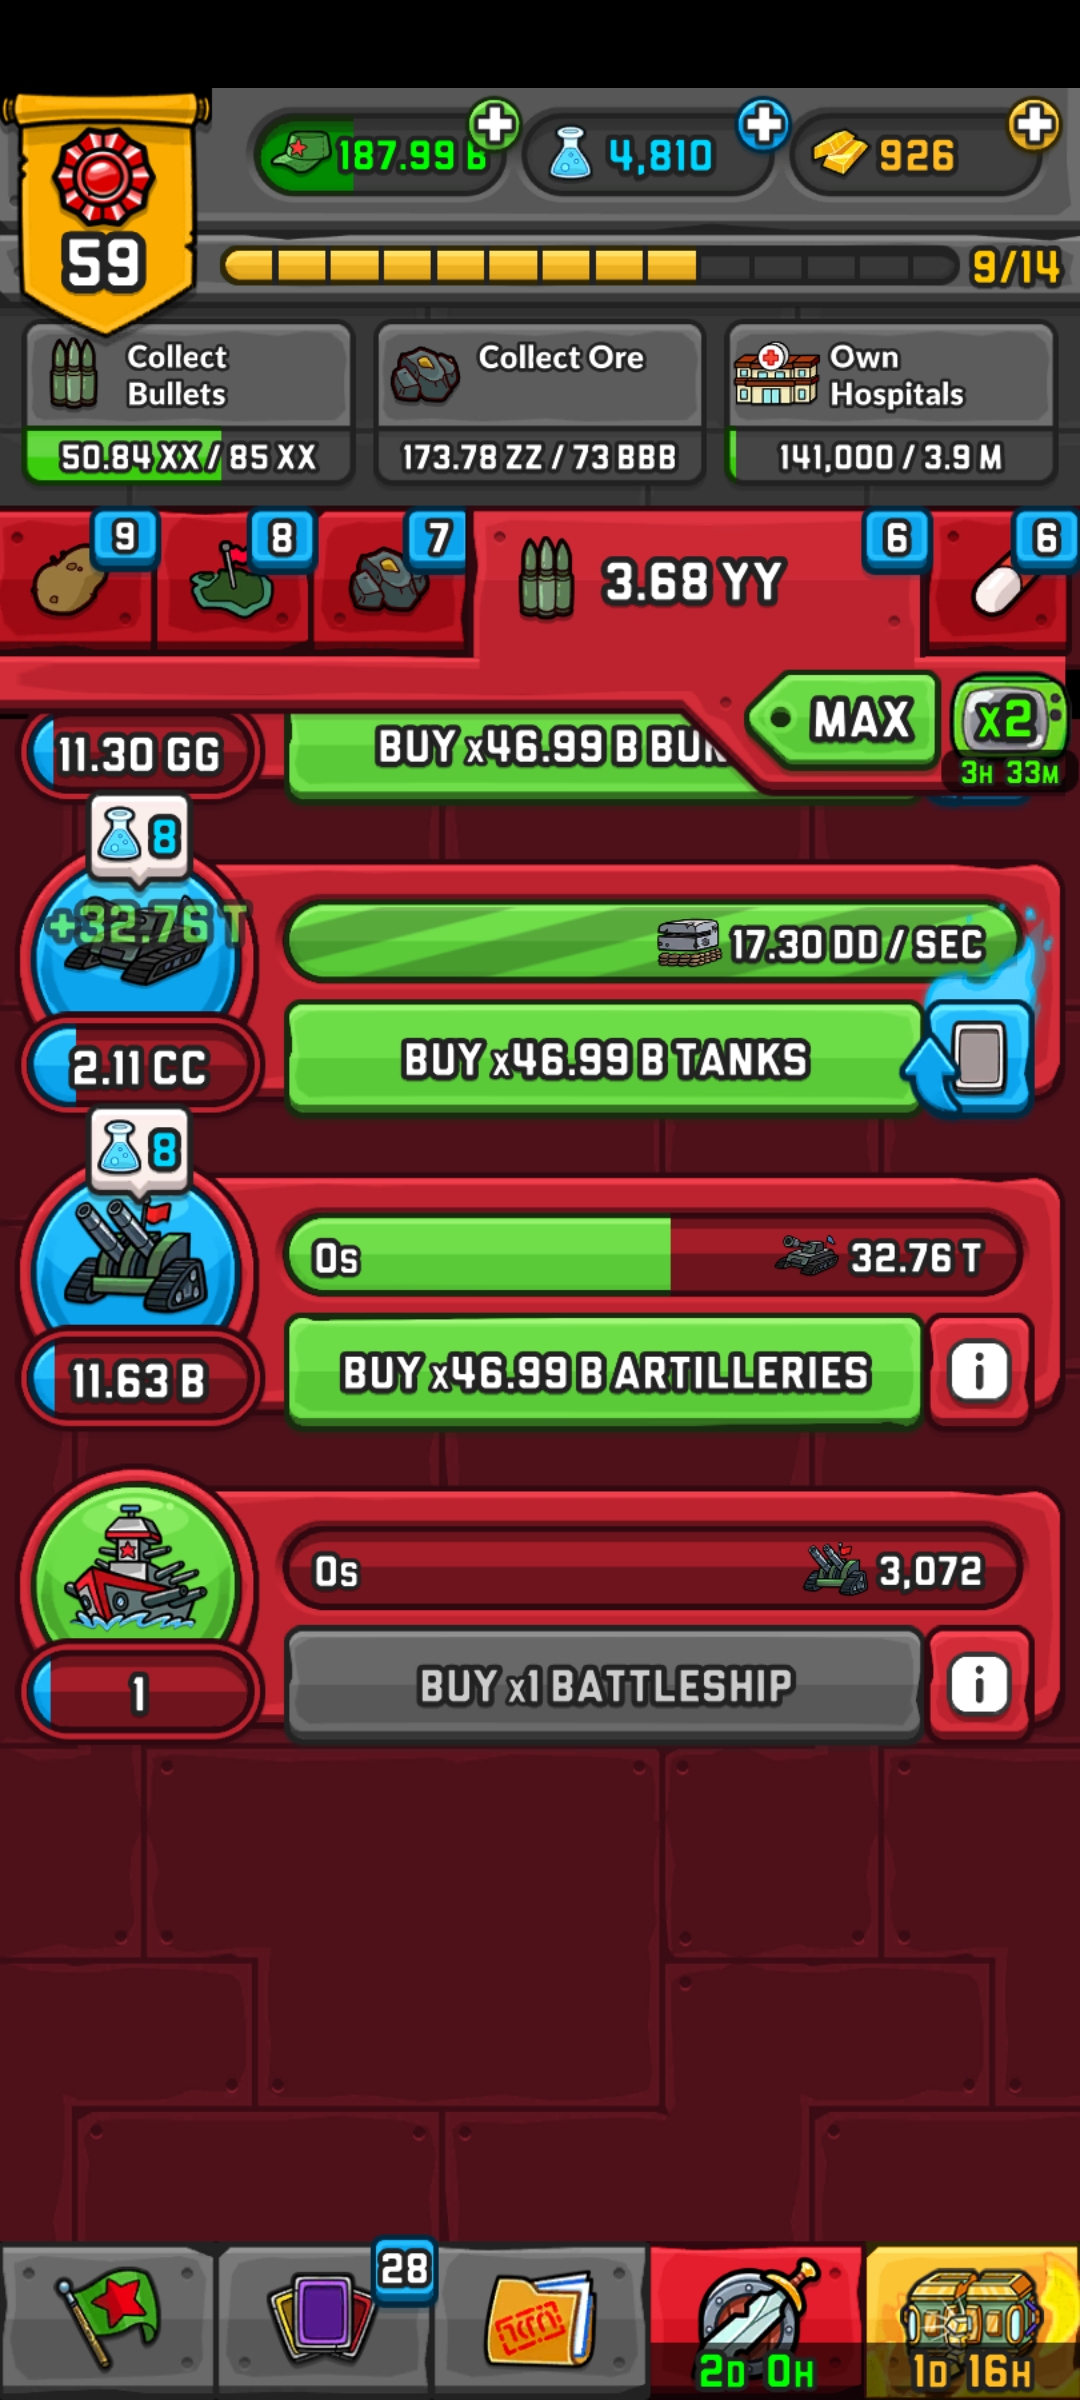 187.99 B
4,810
926
59
9/14
Collect
Bullets
50.84 XX / 85 XX
Collect Ore
173.78 ZZ / 73 BBB
Own
Hospitals
141,000 / 3.9 M
9
8
7
3.68 YY
6
6
MAX
x2
3H 33M
11.30 GG
BUY x46.99 B
8
+32.76 T
17.30 DD / SEC
2.11 CC
BUY x46.99 B TANKS
8
0s
32.76 T
11.63 B
BUY x46.99 B ARTILLERIES
i
0s
3,072
1
BUY x1 BATTLESHIP
i
28
2D 0H
1D 16H